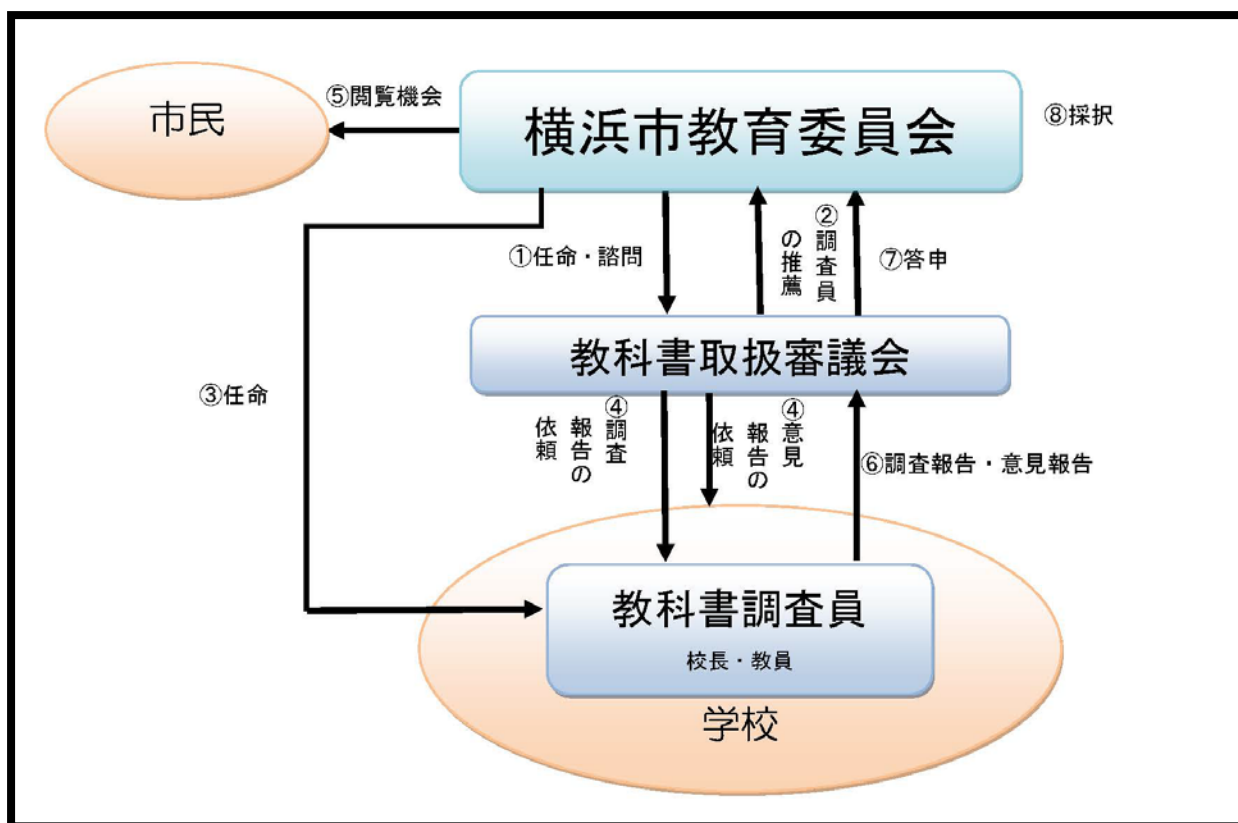 市民
⑤閲覧機会
横浜市教育委員会
⑧採択
①任命・諮問
②調査員
の推薦
⑦答申
教科書取扱審議会
③任命
④調査
報告の
依頼
④意見
報告の
依頼
⑥調査報告・意見報告
教科書調査員
校長・教員
学校